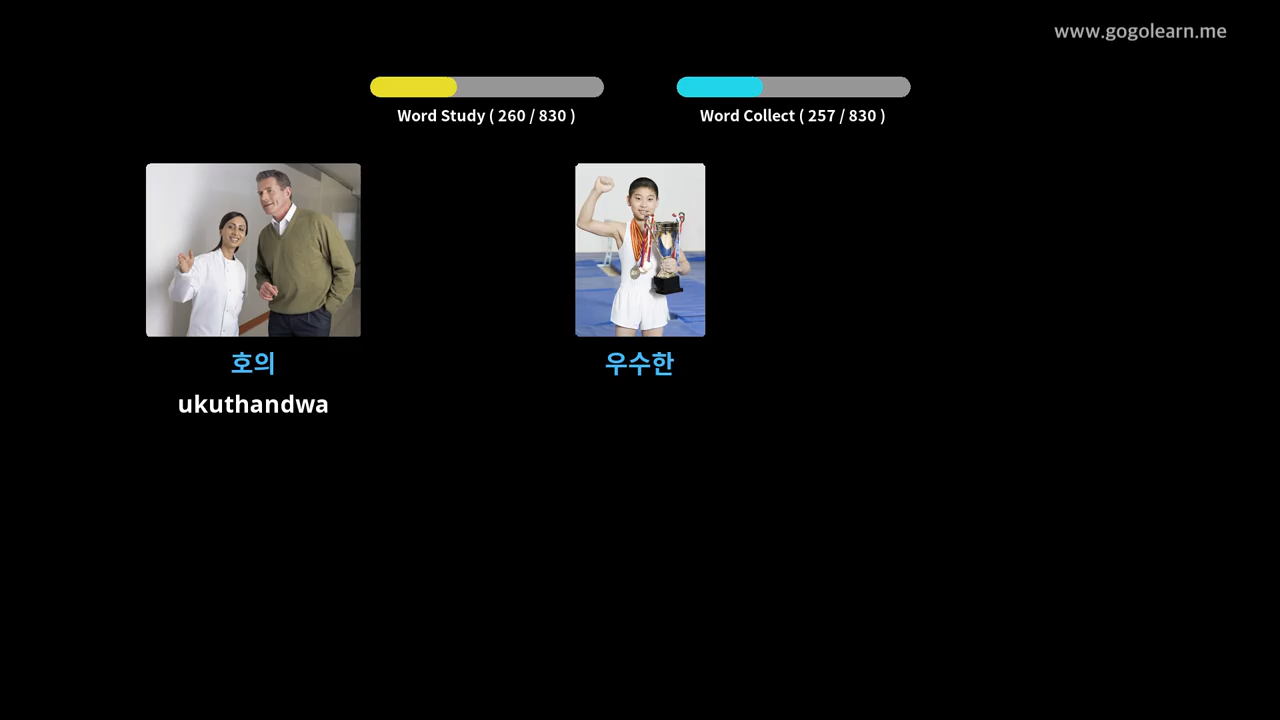 www.gogolearn.me
Word Study ( 260 / 830 )
Word Collect ( 257 / 830 )
호의
우수한
ukuthandwa